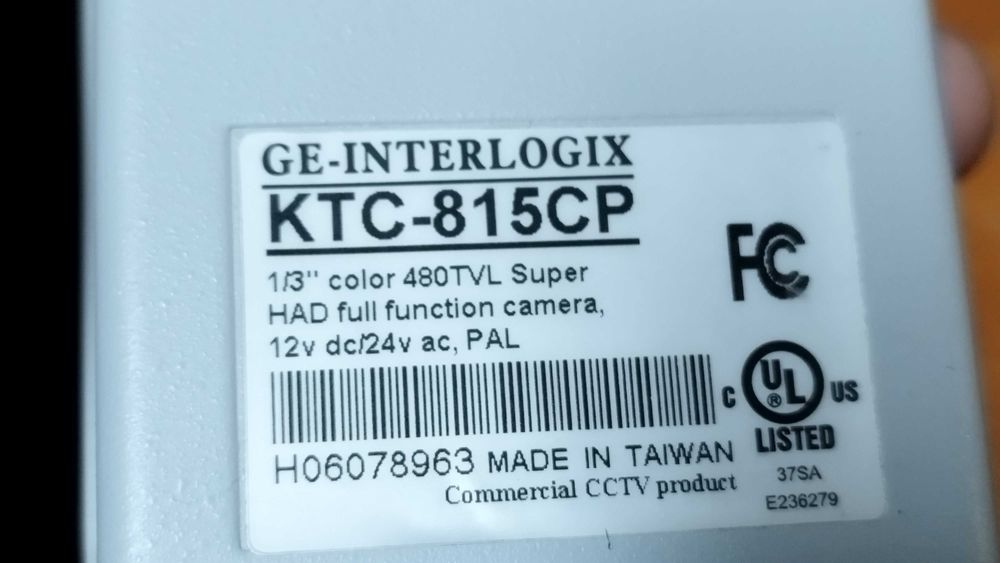 GE-INTERLOGIX
KTC-815CP
1/3" color 480TVL Super
HAD full function camera,
12v dc/24v ac, PAL
FC
C UL ® US
LISTED
H06078963 MADE IN TAIWAN
Commercial CCTV product
37SA
E236279